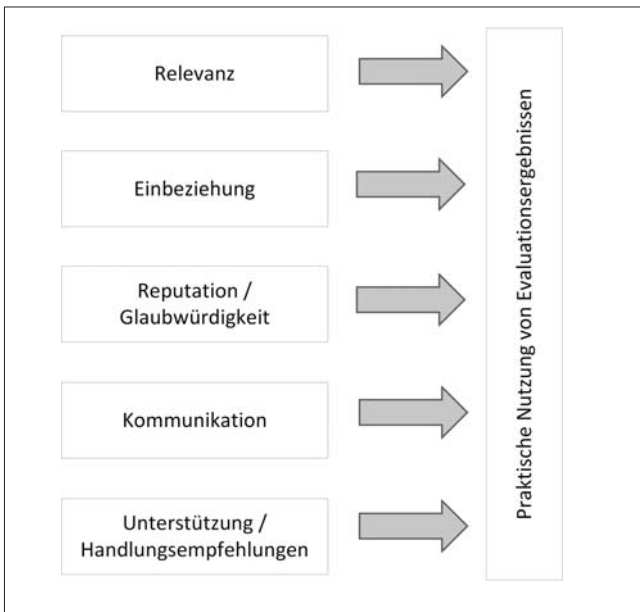 Relevanz
Einbeziehung
Reputation /
Glaubwürdigkeit
Kommunikation
Unterstützung /
Handlungsempfehlungen
Praktische Nutzung von Evaluationsergebnissen